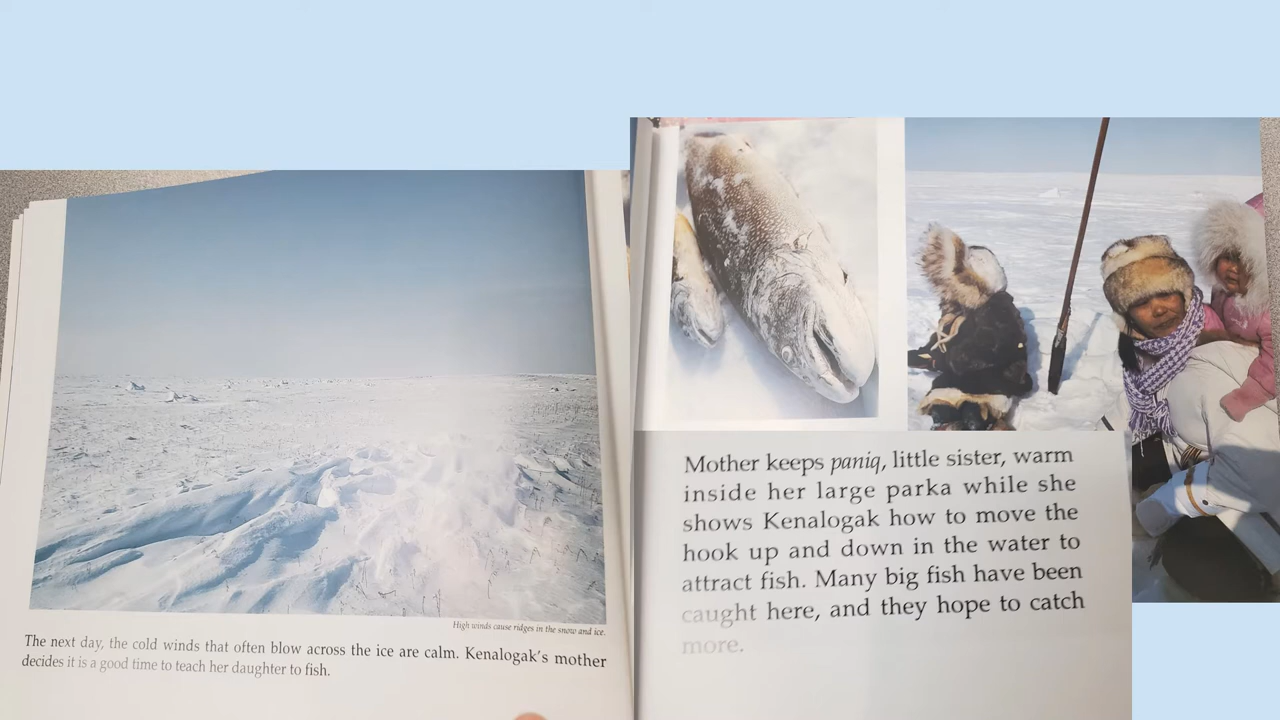 High winds cause ridges in the snow and ice.
The next day, the cold winds that often blow across the ice are calm. Kenalogak's mother
decides it is a good time to teach her daughter to fish.
Mother keeps paniq, little sister, warm
inside her large parka while she
shows Kenalogak how to move the
hook up and down in the water to
attract fish. Many big fish have been
caught here, and they hope to catch
more.